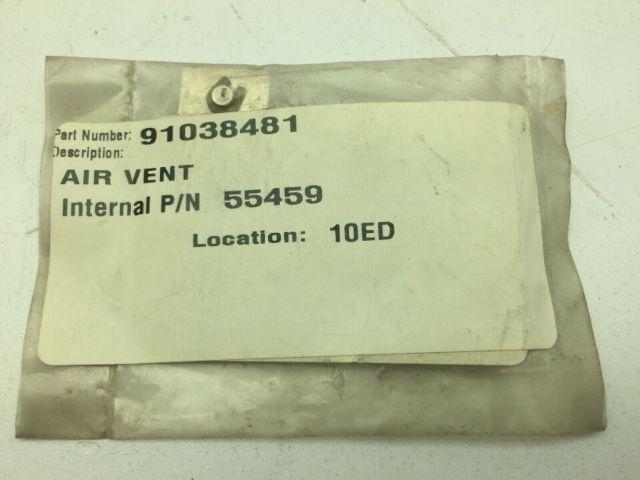 Part Number: 91038481
Description:
AIR VENT
Internal P/N 55459
Location: 10ED